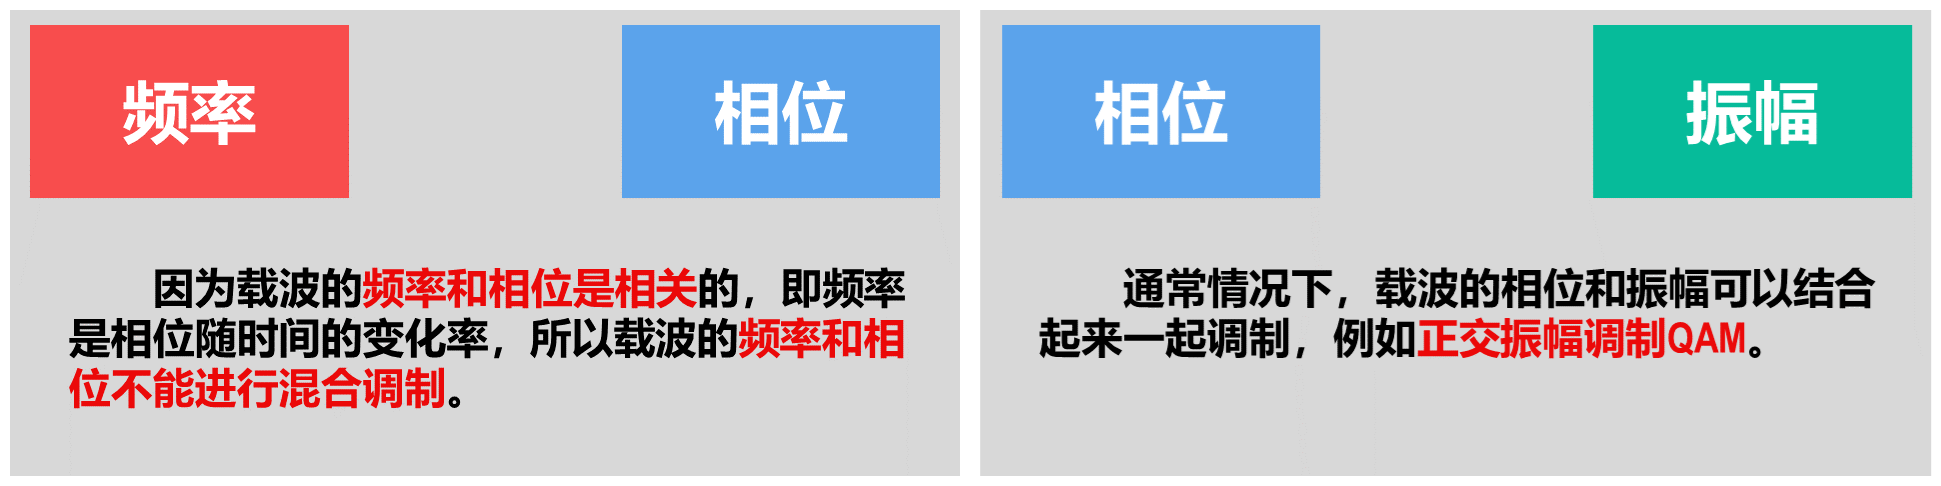 频率
相位
因为载波的频率和相位是相关的，即频率
是相位随时间的变化率，所以载波的频率和相
位不能进行混合调制。
相位
振幅
通常情况下，载波的相位和振幅可以结合
起来一起调制，例如正交振幅调制QAM。